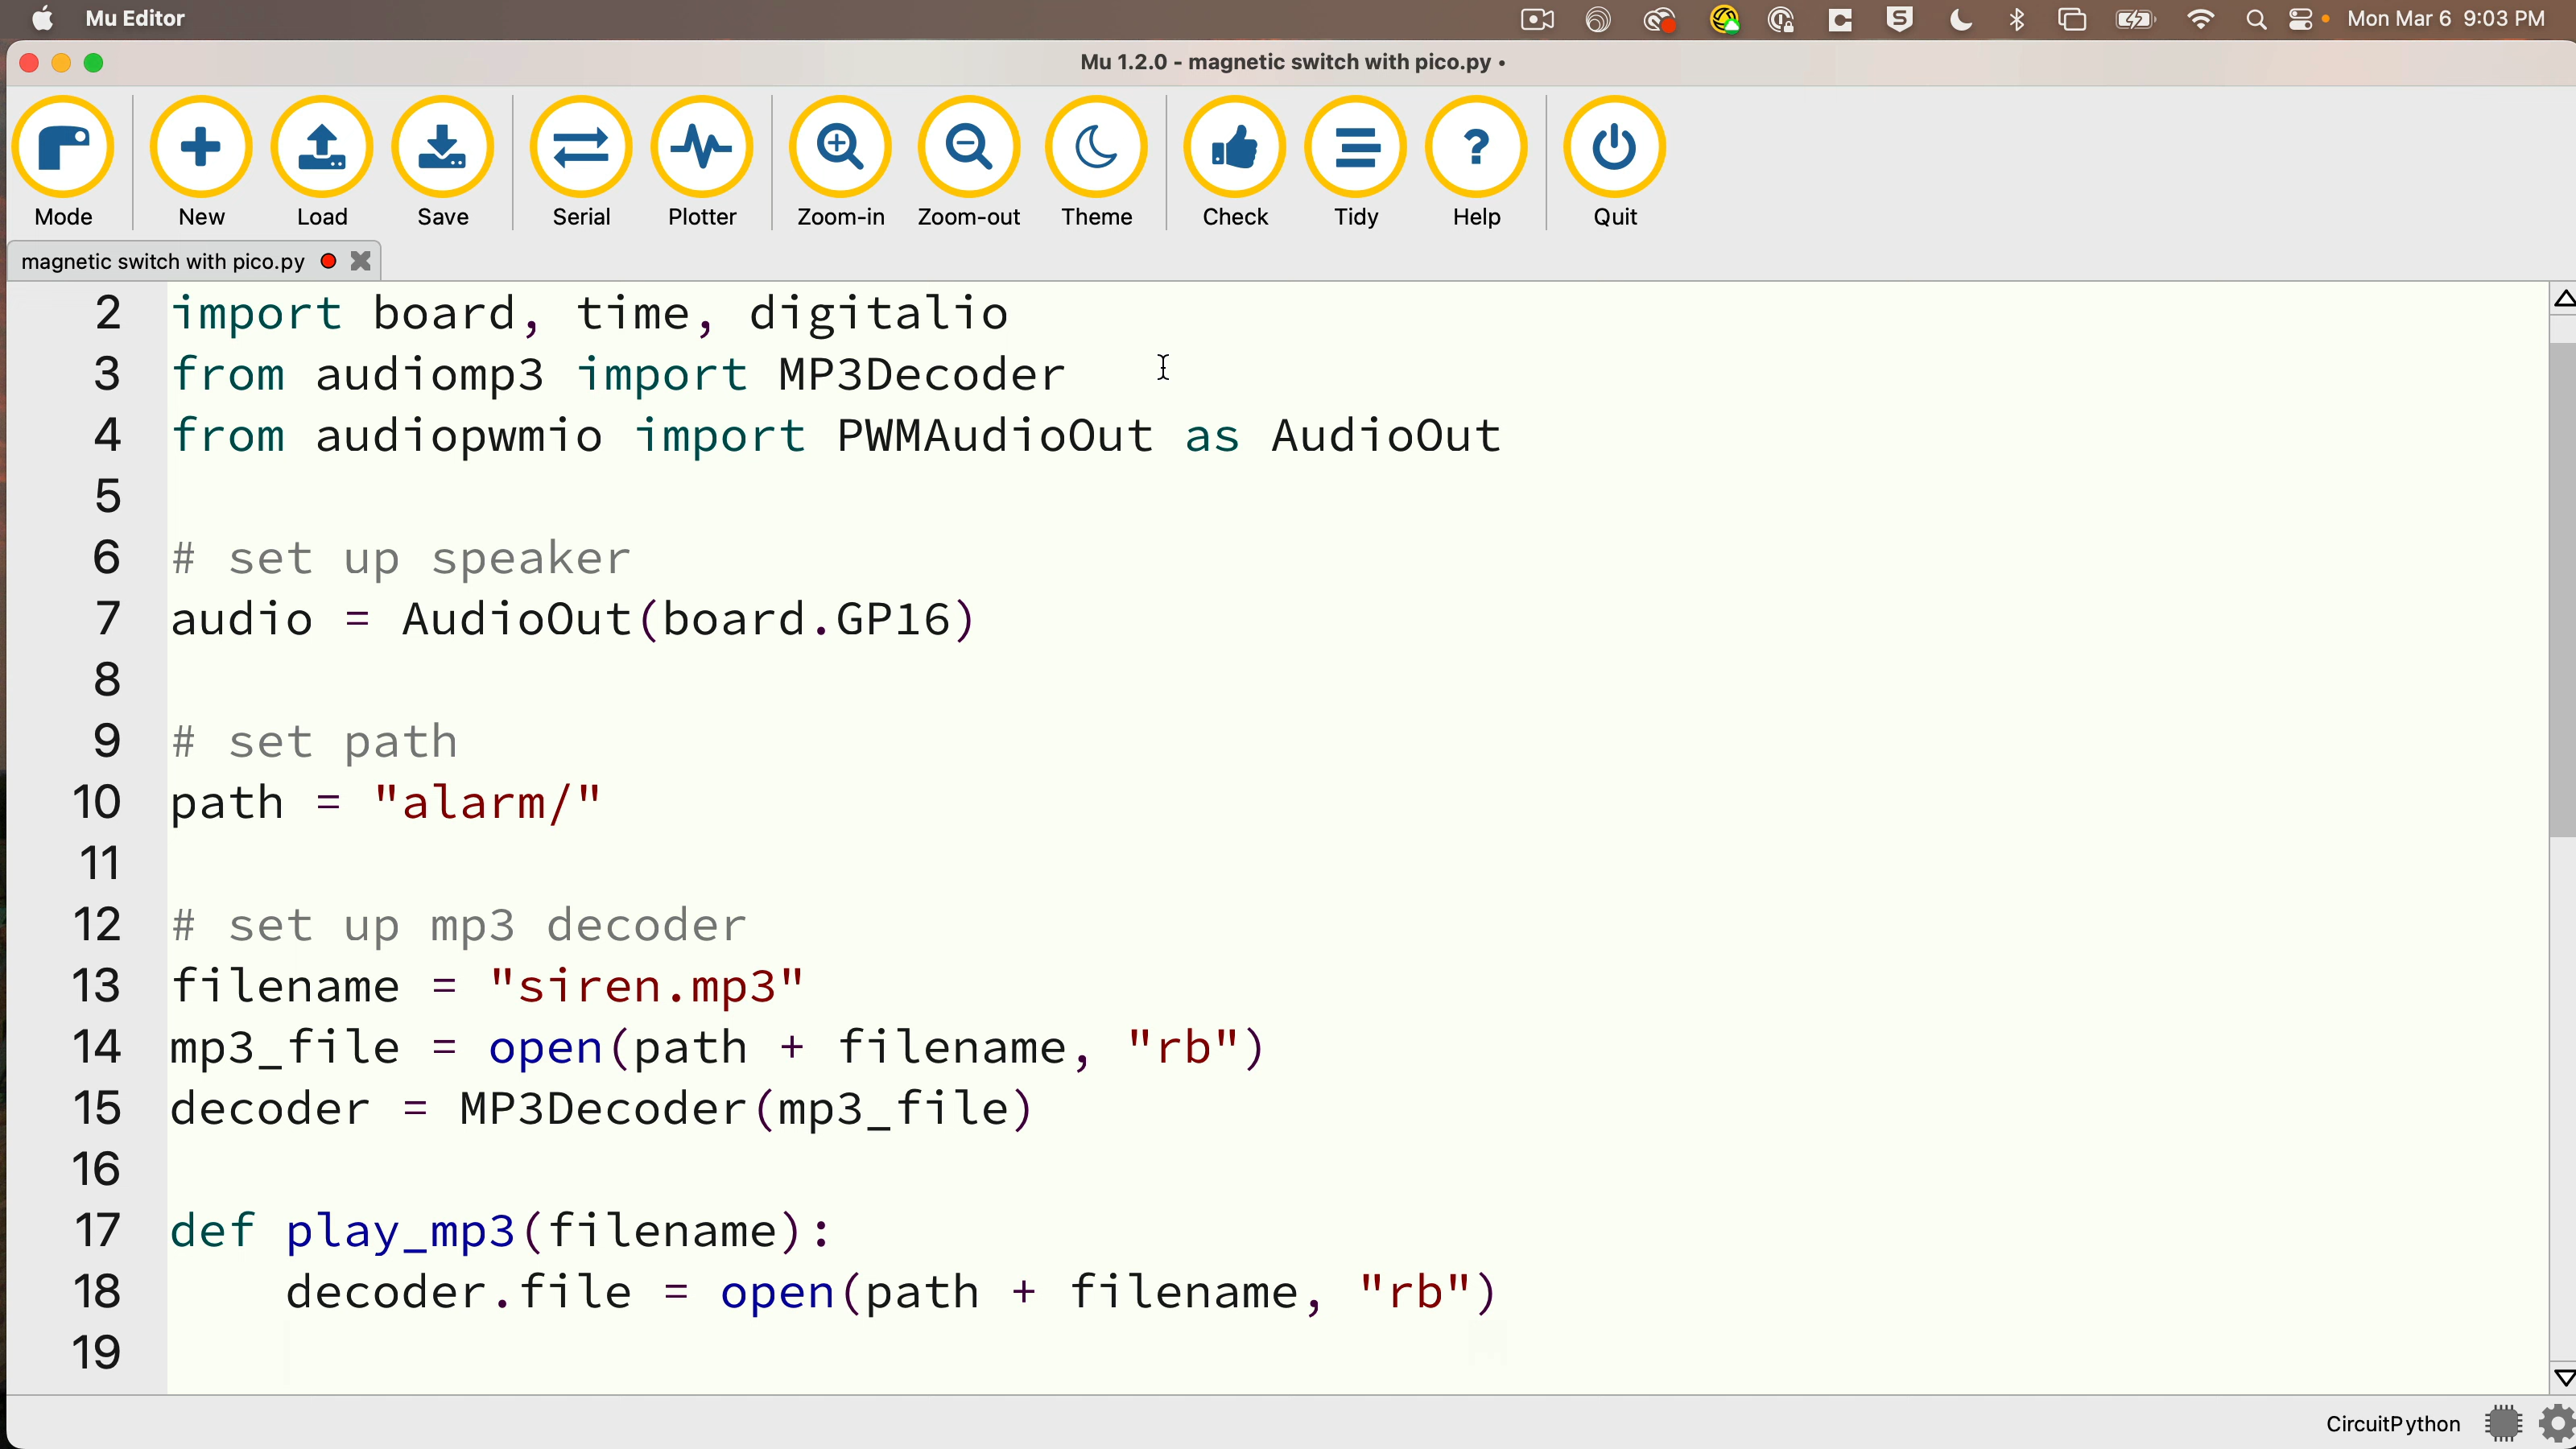 Mu Editor
Mon Mar 6 9:03 PM
Mu 1.2.0 - magnetic switch with pico.py •
Mode New Load Save Serial Plotter Zoom-in Zoom-out Theme Check Tidy Help Quit
magnetic switch with pico.py
2 import board, time, digitalio
3 from audiomp3 import MP3Decoder
4 from audiopwmio import PWMAudioOut as AudioOut
5
6 # set up speaker
7 audio = AudioOut(board.GP16)
8
9 # set path
10 path = "alarm/"
11
12 # set up mp3 decoder
13 filename = "siren.mp3"
14 mp3_file = open(path + filename, "rb")
15 decoder = MP3Decoder(mp3_file)
16
17 def play_mp3(filename):
18     decoder.file = open(path + filename, "rb")
19
CircuitPython